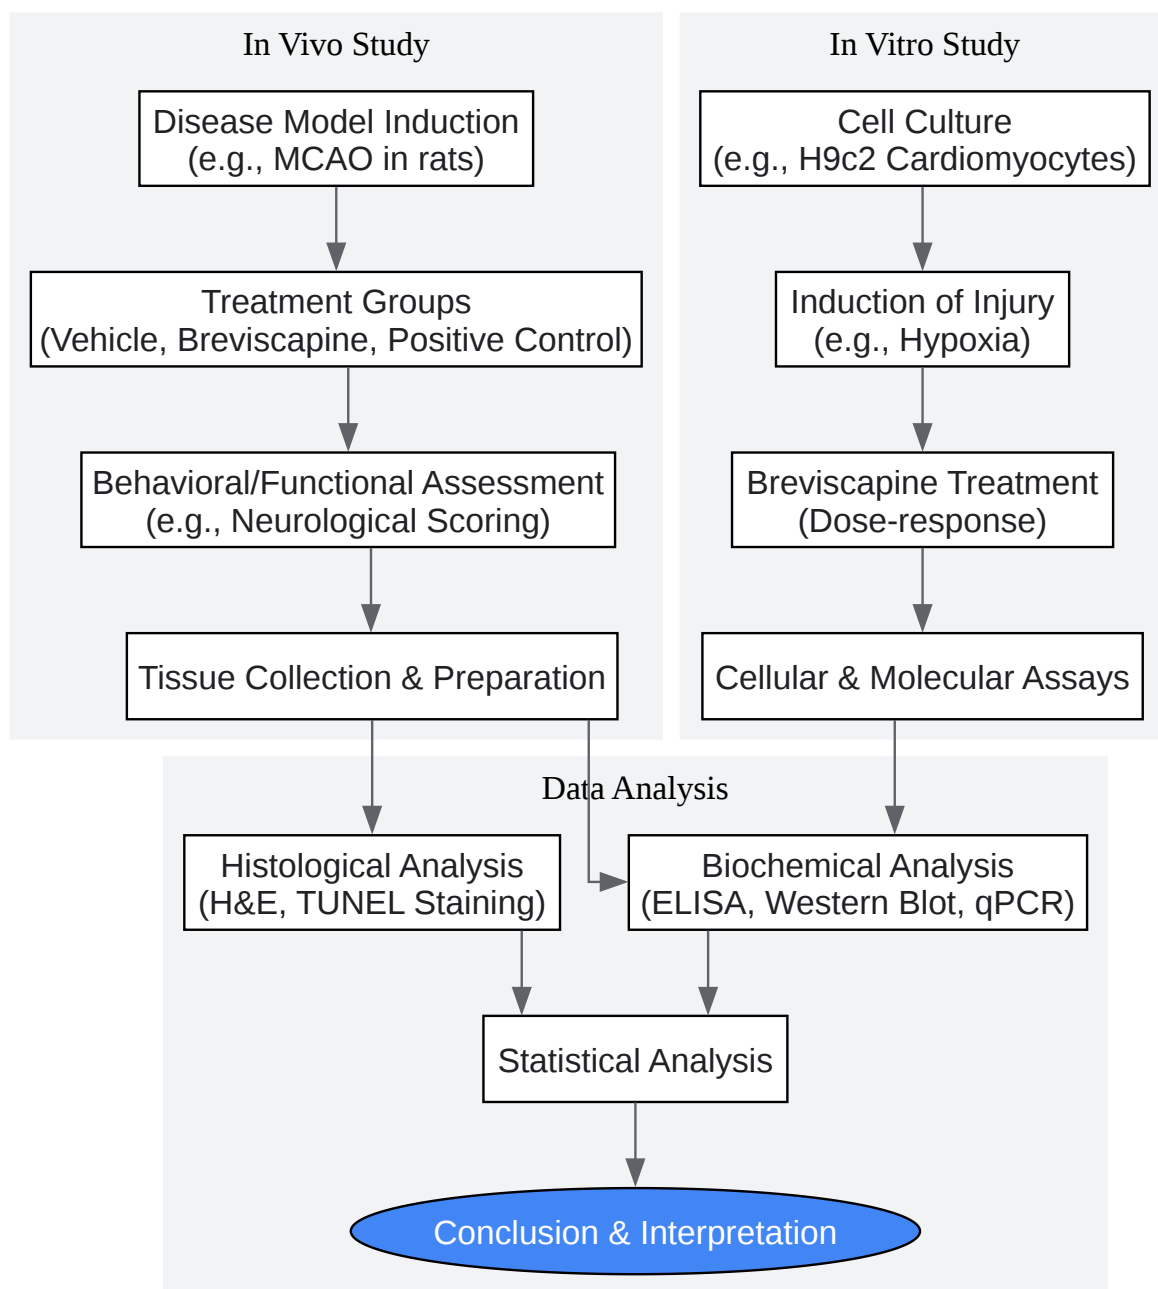 In Vivo Study
Disease Model Induction
(e.g., MCAO in rats)
Treatment Groups
(Vehicle, Breviscapine, Positive Control)
Behavioral/Functional Assessment
(e.g., Neurological Scoring)
Tissue Collection & Preparation
In Vitro Study
Cell Culture
(e.g., H9c2 Cardiomyocytes)
Induction of Injury
(e.g., Hypoxia)
Breviscapine Treatment
(Dose-response)
Cellular & Molecular Assays
Data Analysis
Histological Analysis
(H&E, TUNEL Staining)
Biochemical Analysis
(ELISA, Western Blot, qPCR)
Statistical Analysis
Conclusion & Interpretation